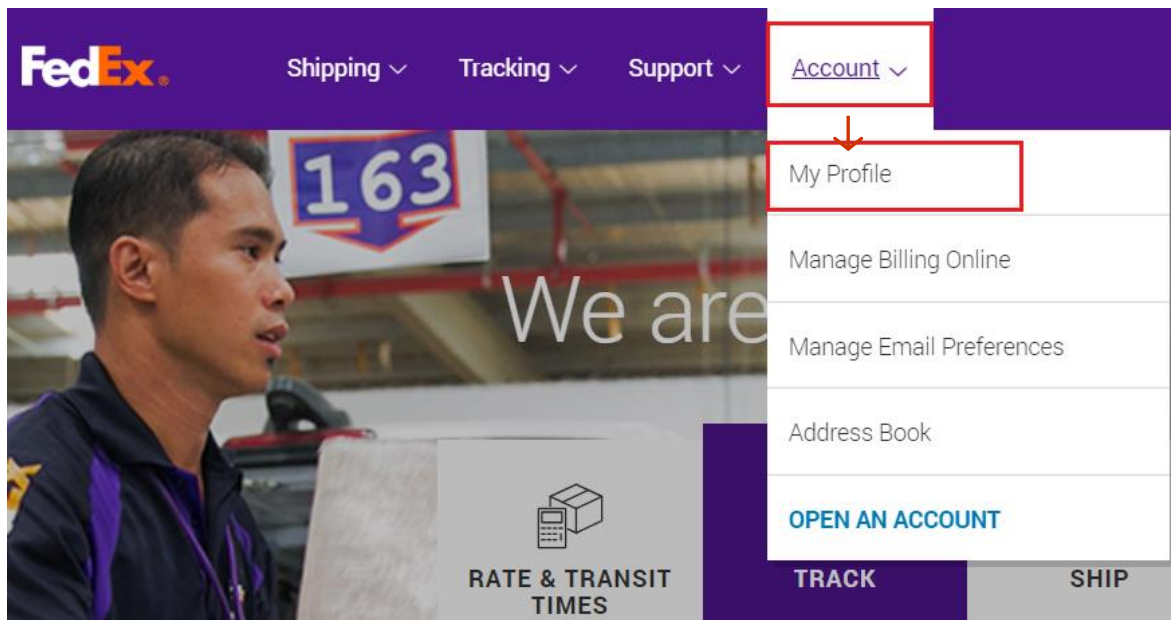 FedEx®
Shipping
Tracking
Support
Account
163
My Profile
We are
Manage Billing Online
Manage Email Preferences
Address Book
OPEN AN ACCOUNT
RATE & TRANSIT
TIMES
TRACK
SHIP